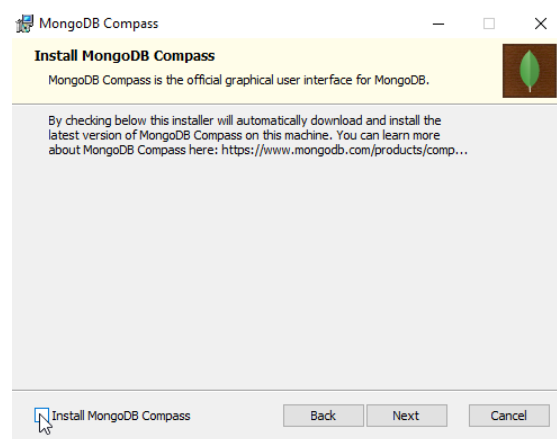 MongoDB Compass
Install MongoDB Compass
MongoDB Compass is the official graphical user interface for MongoDB.
By checking below this installer will automatically download and install the
latest version of MongoDB Compass on this machine. You can learn more
about MongoDB Compass here: https://www.mongodb.com/products/comp...
Install MongoDB Compass
Back
Next
Cancel